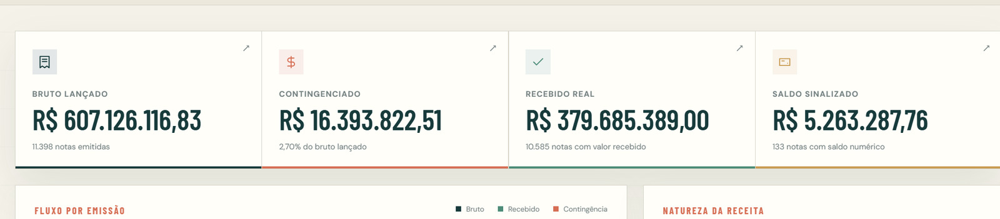 BRUTO LANÇADO
R$ 607.126.116,83
11.398 notas emitidas
CONTINGENCIADO
R$ 16.393.822,51
2,70% do bruto lançado
RECEBIDO REAL
R$ 379.685.389,00
10.585 notas com valor recebido
SALDO SINALIZADO
R$ 5.263.287,76
133 notas com saldo numérico
FLUXO POR EMISSÃO
Bruto
Recebido
Contingência
NATUREZA DA RECEITA